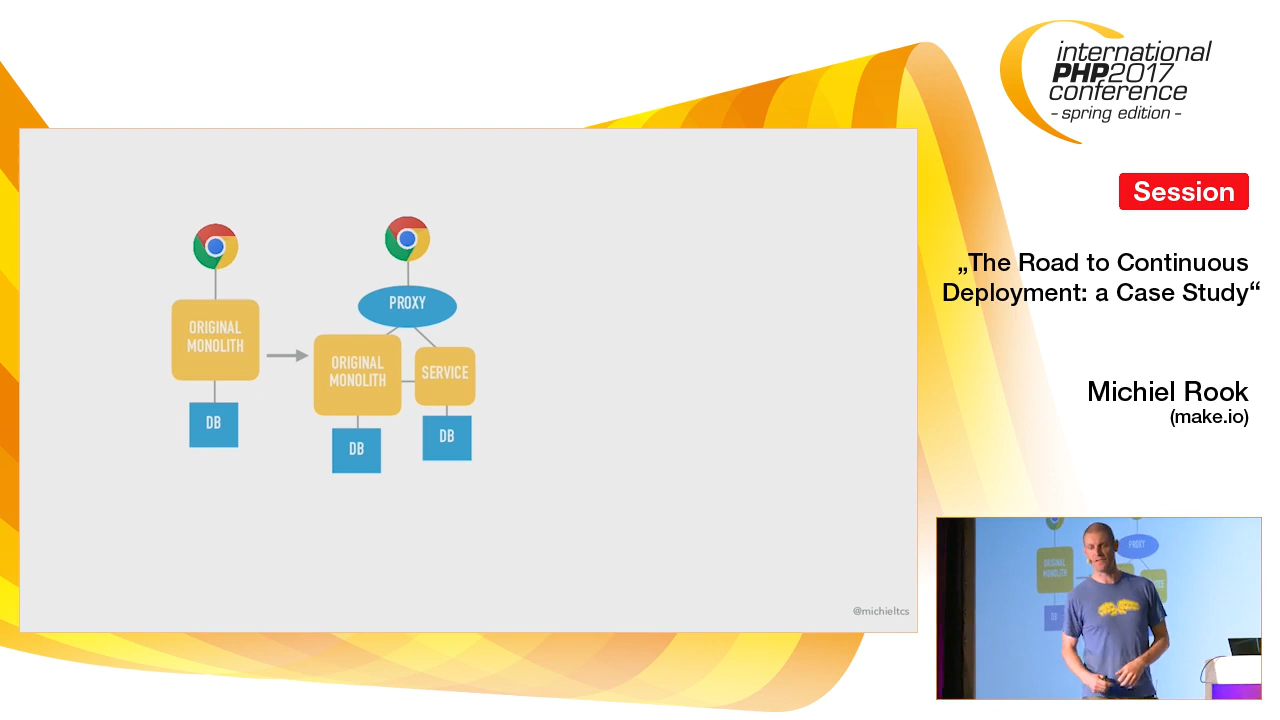 international
PHP2017
conference
- spring edition -
Session
„The Road to Continuous
Deployment: a Case Study“
Michiel Rook
(make.io)
ORIGINAL
MONOLITH
DB
PROXY
ORIGINAL
MONOLITH
SERVICE
DB
DB
@michieltcs
PROXY